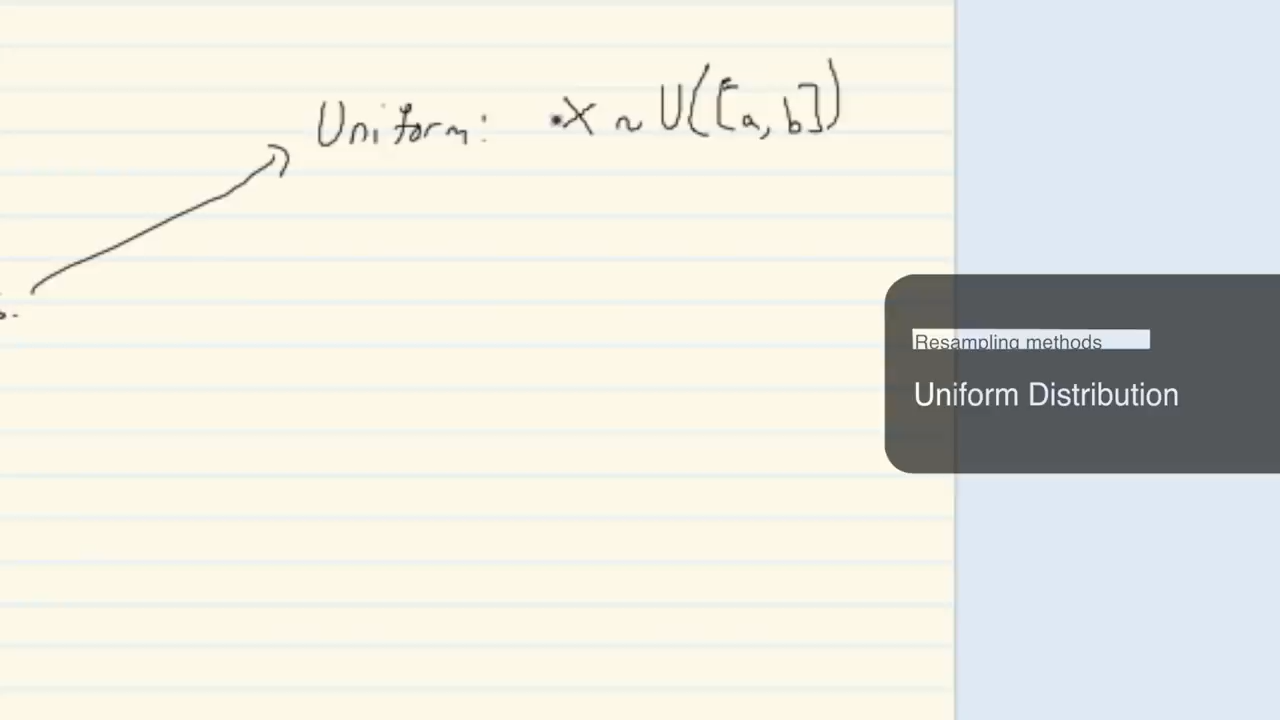 Uniform: X ~ U([a, b])
Resampling methods
Uniform Distribution